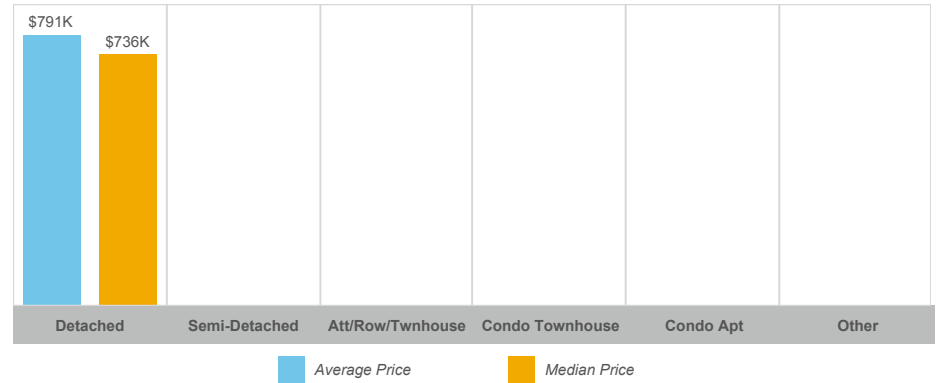 $791K
$736K
Detached Semi-Detached Att/Row/Twnhouse Condo Townhouse Condo Apt Other
Average Price Median Price